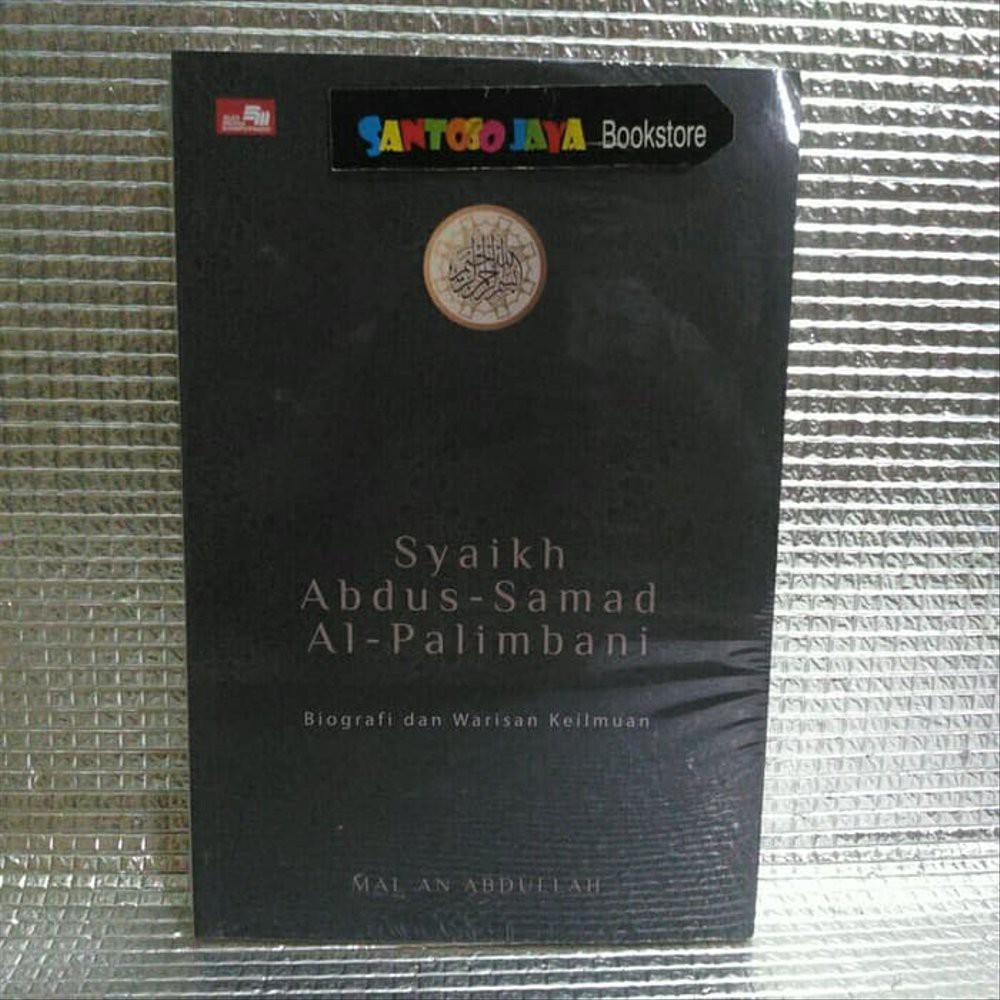 SANTOSO JAYA Bookstore
Syaikh
Abdus-Samad
Al-Palimbani
Biografi dan Warisan Keilmuan
MAL AN ABDULLAH